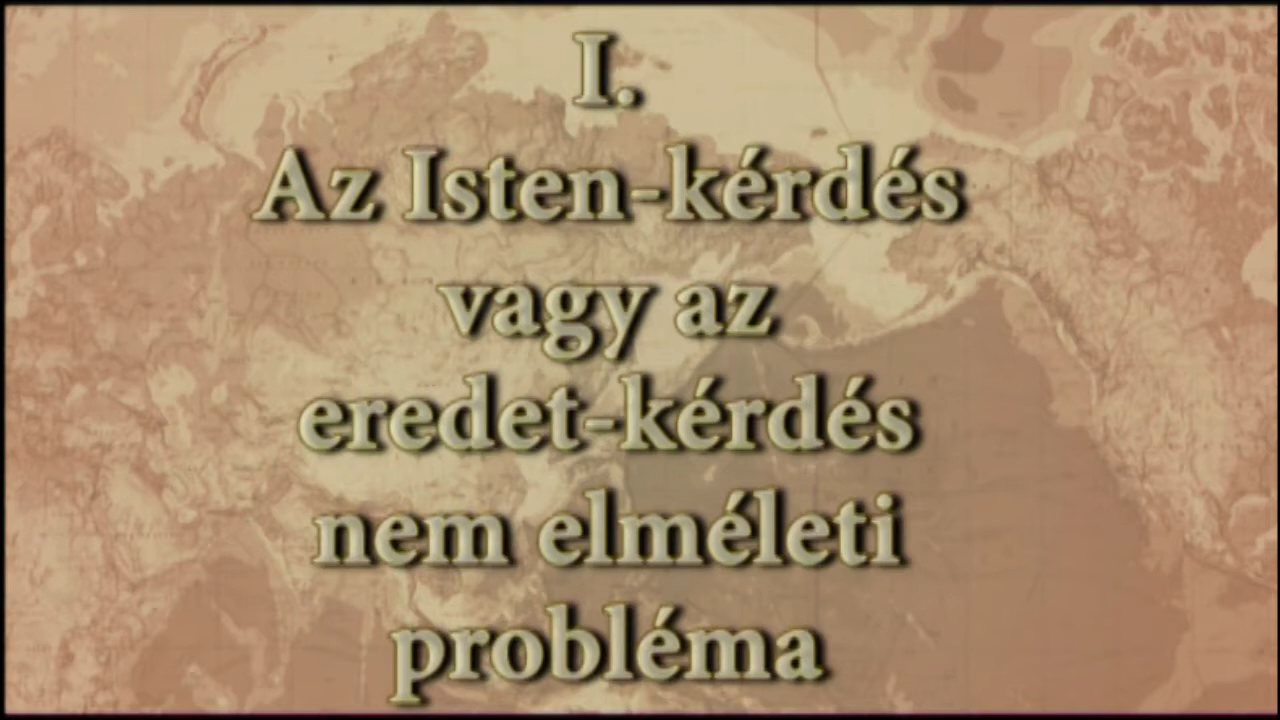 I.
Az Isten-kérdés
vagy az
eredet-kérdés
nem elméleti
probléma